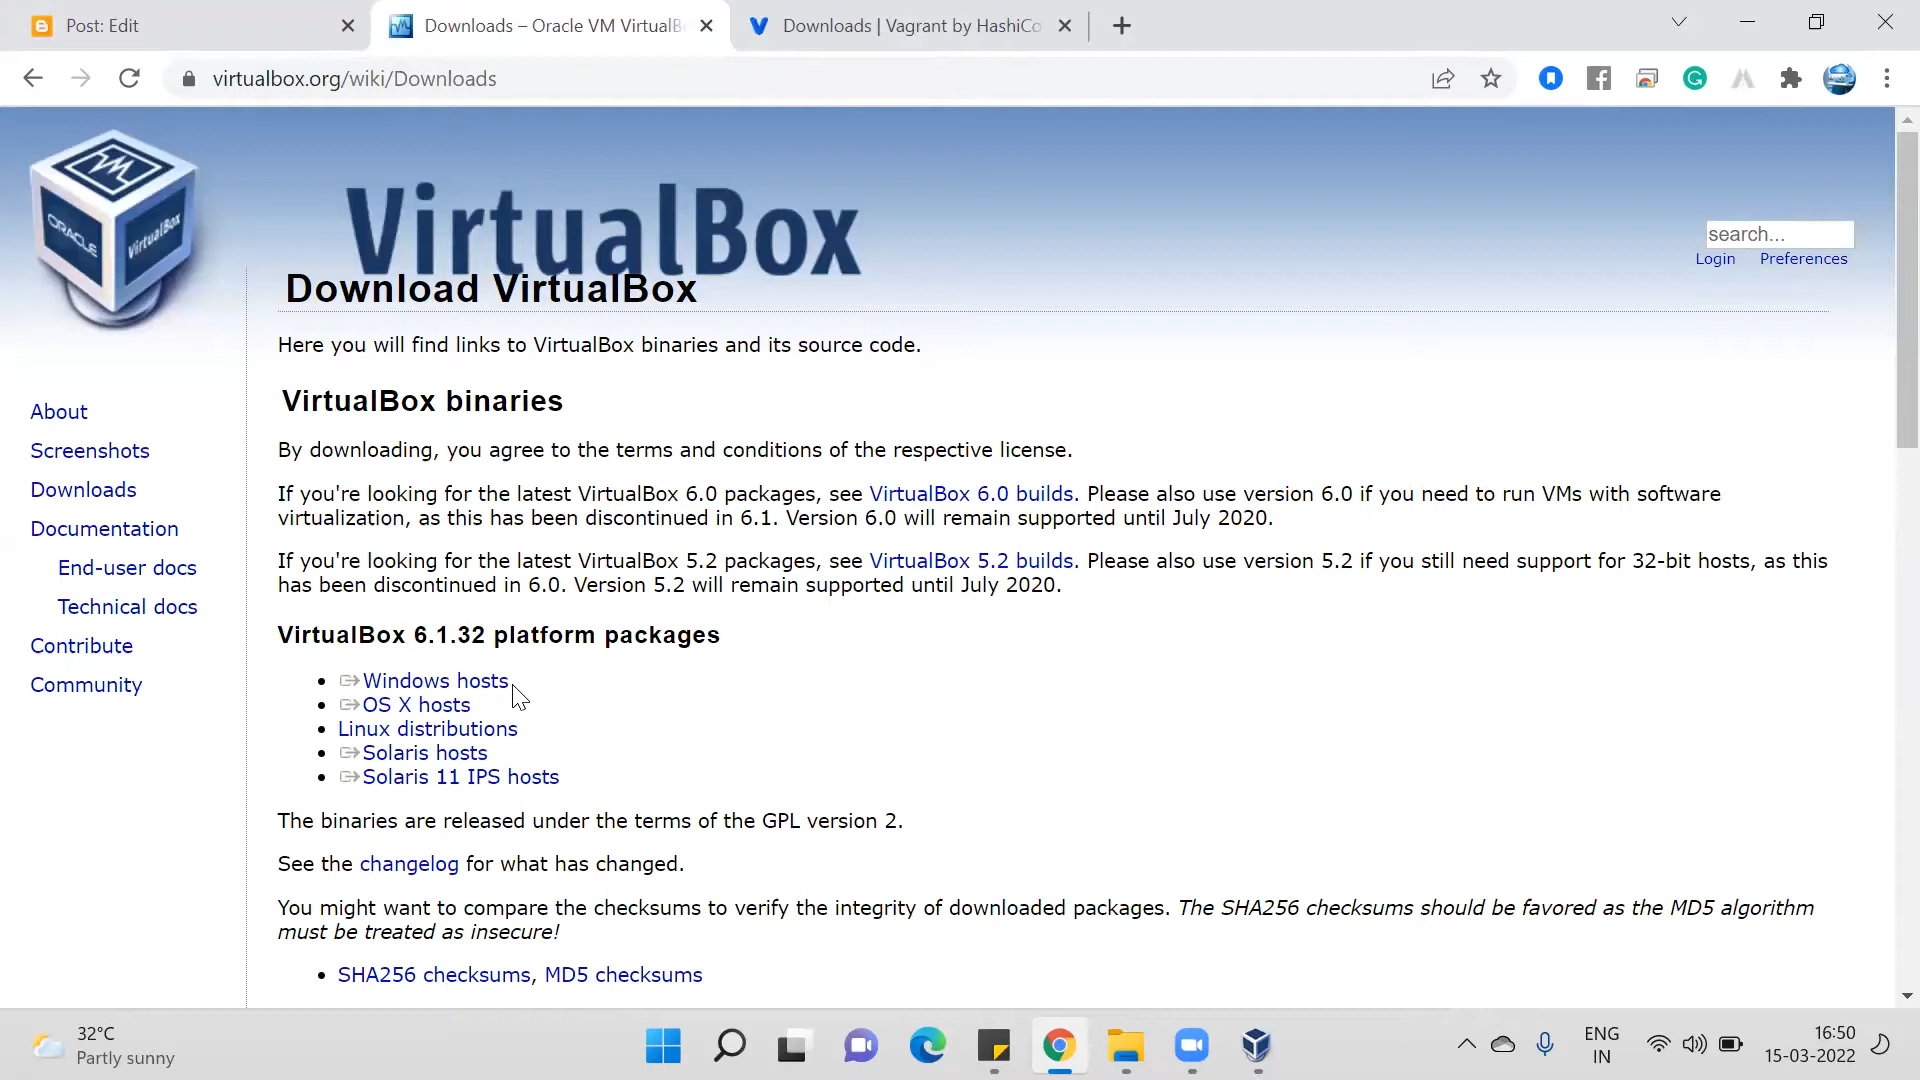 Post: Edit
Downloads – Oracle VM VirtualB
Downloads | Vagrant by HashiCo
virtualbox.org/wiki/Downloads
ORACLE
VirtualBox
VirtualBox
search...
Login Preferences
Download VirtualBox
Here you will find links to VirtualBox binaries and its source code.
VirtualBox binaries
By downloading, you agree to the terms and conditions of the respective license.
If you're looking for the latest VirtualBox 6.0 packages, see VirtualBox 6.0 builds. Please also use version 6.0 if you need to run VMs with software
virtualization, as this has been discontinued in 6.1. Version 6.0 will remain supported until July 2020.
If you're looking for the latest VirtualBox 5.2 packages, see VirtualBox 5.2 builds. Please also use version 5.2 if you still need support for 32-bit hosts, as this
has been discontinued in 6.0. Version 5.2 will remain supported until July 2020.
VirtualBox 6.1.32 platform packages
Windows hosts
OS X hosts
Linux distributions
Solaris hosts
Solaris 11 IPS hosts
The binaries are released under the terms of the GPL version 2.
See the changelog for what has changed.
You might want to compare the checksums to verify the integrity of downloaded packages. The SHA256 checksums should be favored as the MD5 algorithm
must be treated as insecure!
SHA256 checksums, MD5 checksums
About
Screenshots
Downloads
Documentation
End-user docs
Technical docs
Contribute
Community
32°C
Partly sunny
ENG
IN
16:50
15-03-2022